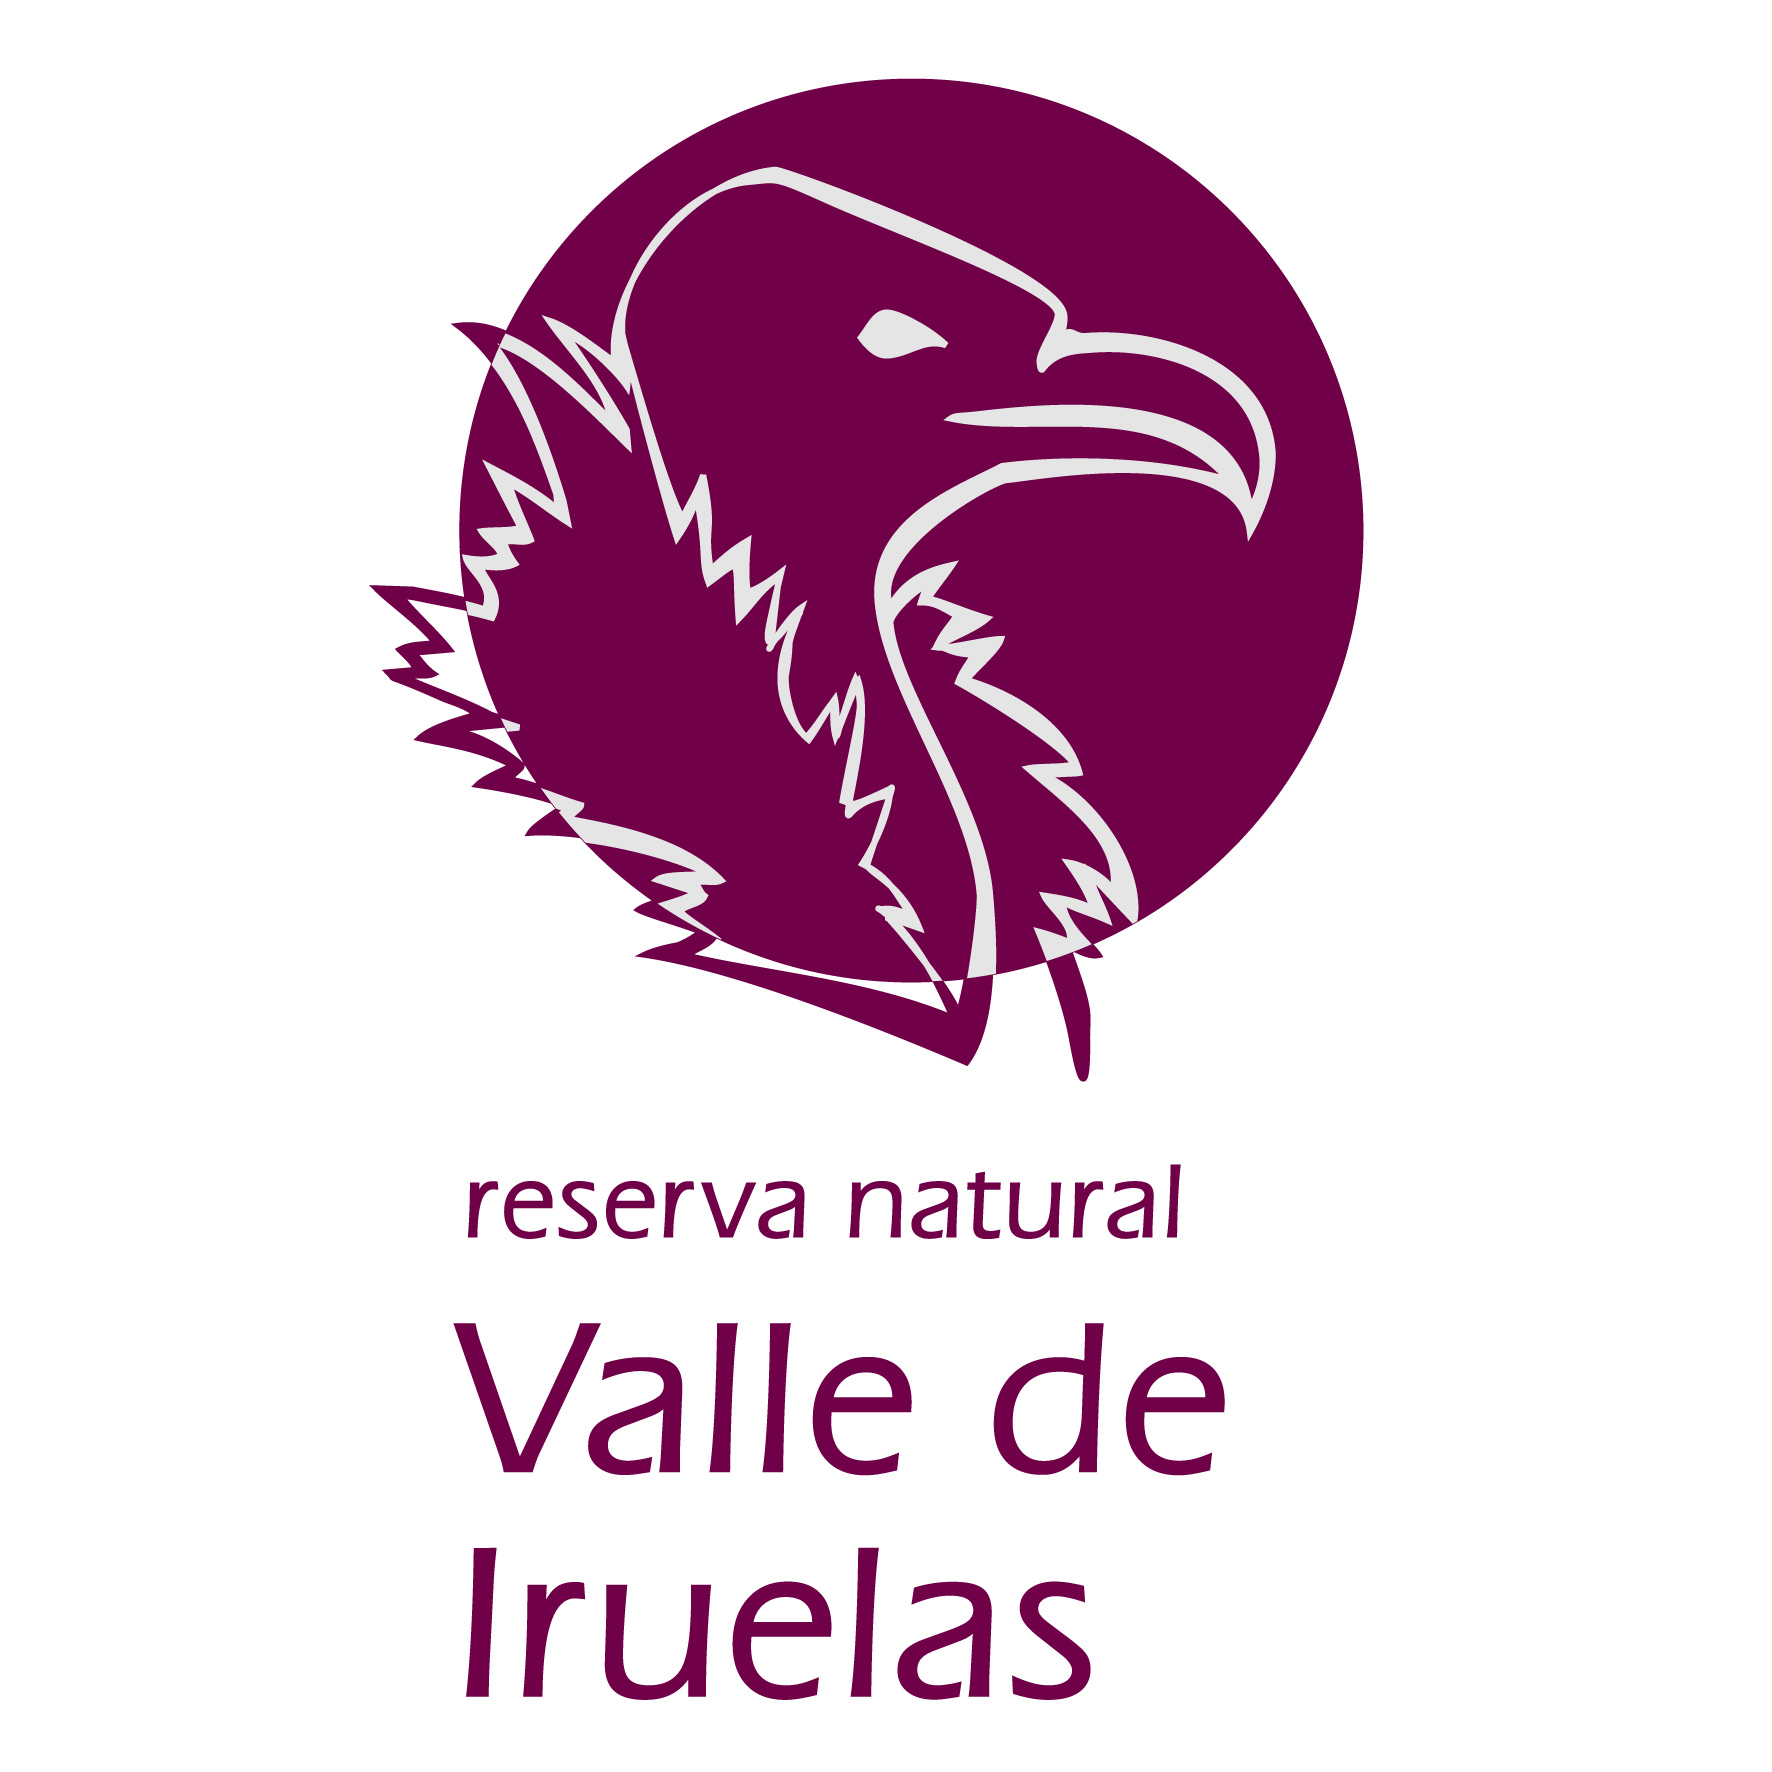 reserva natural
Valle de
Iruelas